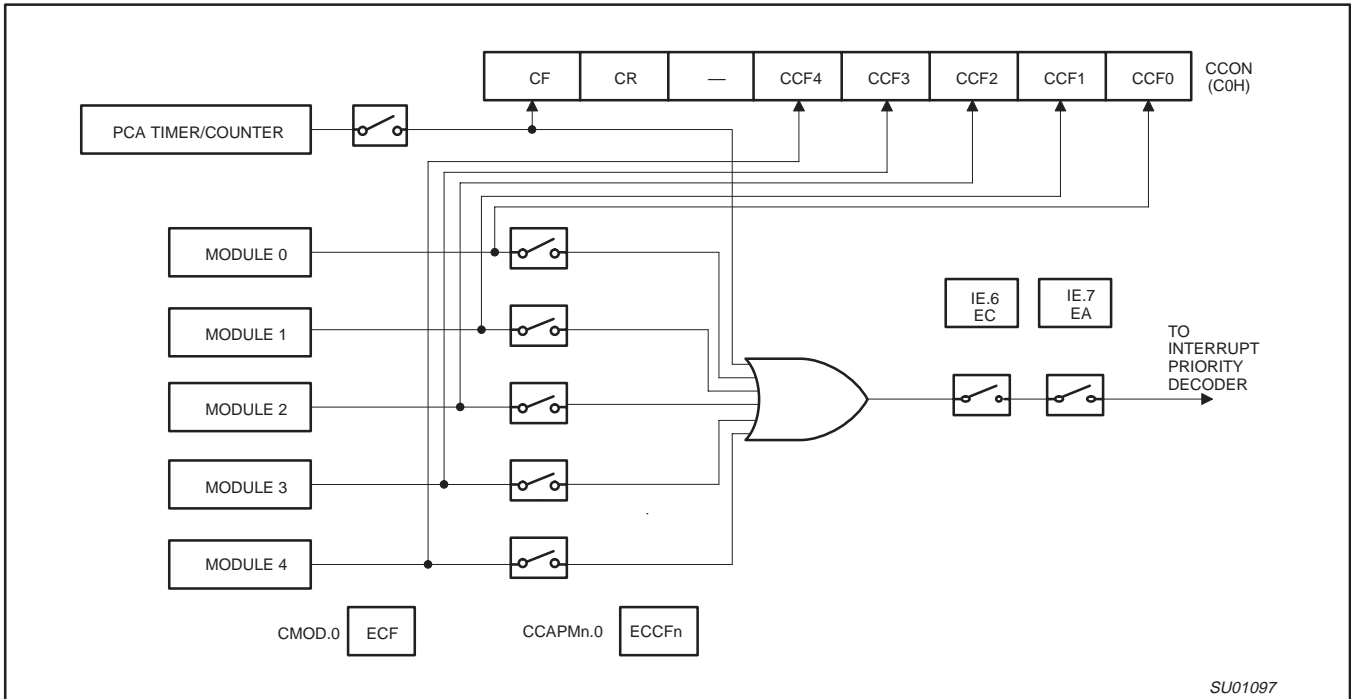 CF CR — CCF4 CCF3 CCF2 CCF1 CCF0
CCON
(C0H)
PCA TIMER/COUNTER
MODULE 0
MODULE 1
IE.6
EC
IE.7
EA
TO
INTERRUPT
PRIORITY
DECODER
MODULE 2
MODULE 3
MODULE 4
CMOD.0 ECF
CCAPMn.0 ECCFn
SU01097